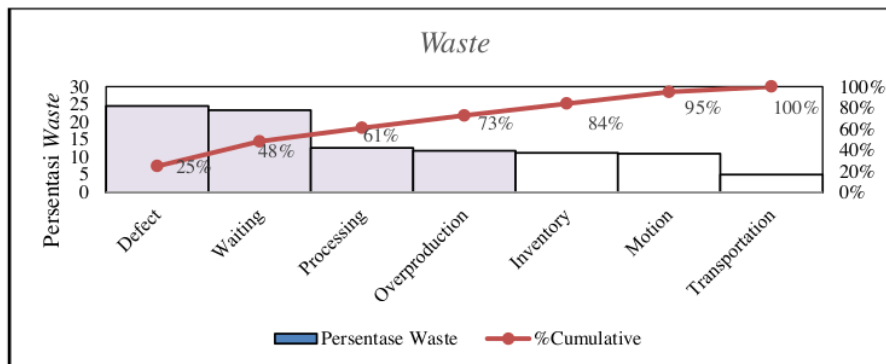 Waste
Persentasi Waste
30
25
20
15
10
5
0
100%
80%
60%
40%
20%
0%
25%
48%
61%
73%
84%
95%
100%
Defect
Waiting
Processing
Overproduction
Inventory
Motion
Transportation
Persentase Waste
%Cumulative